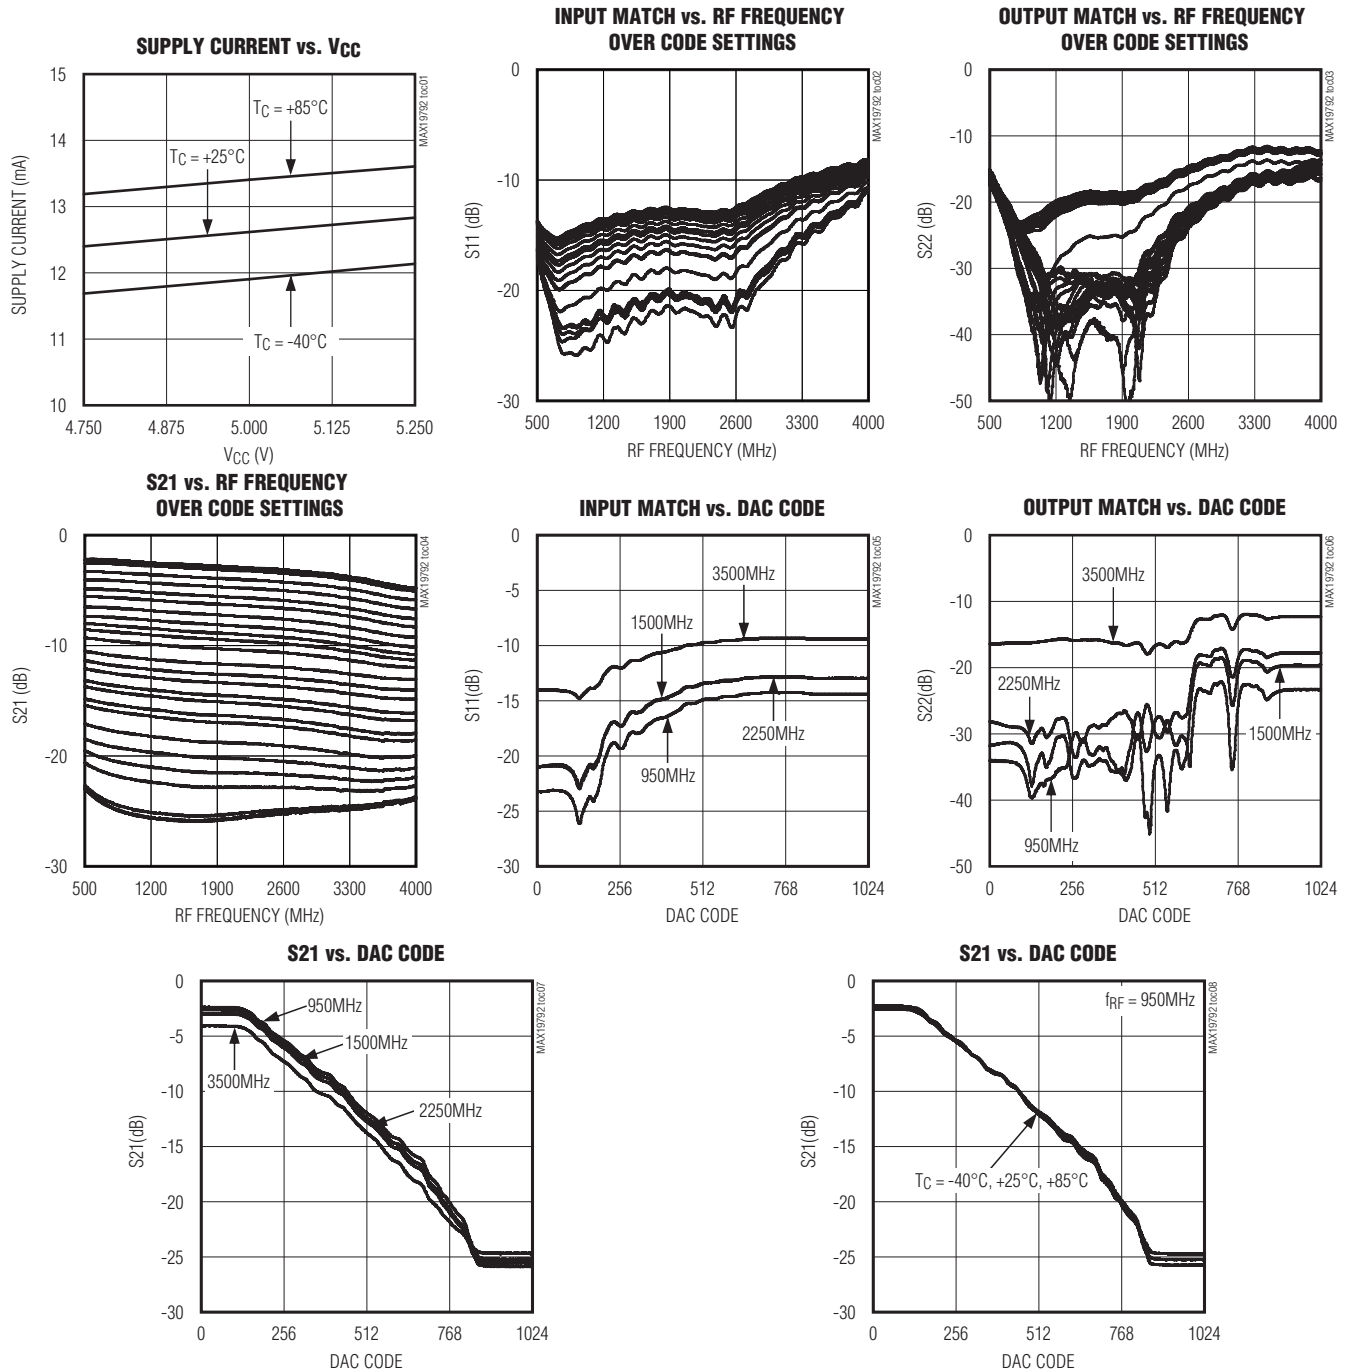 SUPPLY CURRENT vs. VCC
SUPPLY CURRENT (mA)
15
14
13
12
11
10
TC = +85°C
TC = +25°C
TC = -40°C
4.750 4.875 5.000 5.125 5.250
VCC (V)
MAX19792 toc01
INPUT MATCH vs. RF FREQUENCY
OVER CODE SETTINGS
S11 (dB)
0
-10
-20
-30
500 1200 1900 2600 3300 4000
RF FREQUENCY (MHz)
MAX19792 toc02
OUTPUT MATCH vs. RF FREQUENCY
OVER CODE SETTINGS
S22 (dB)
0
-10
-20
-30
-40
-50
500 1200 1900 2600 3300 4000
RF FREQUENCY (MHz)
MAX19792 toc03
S21 vs. RF FREQUENCY
OVER CODE SETTINGS
S21 (dB)
0
-10
-20
-30
500 1200 1900 2600 3300 4000
RF FREQUENCY (MHz)
MAX19792 toc04
INPUT MATCH vs. DAC CODE
S11(dB)
0
-5
-10
-15
-20
-25
-30
3500MHz
1500MHz
2250MHz
950MHz
0 256 512 768 1024
DAC CODE
MAX19792 toc05
OUTPUT MATCH vs. DAC CODE
S22(dB)
0
-10
-20
-30
-40
-50
3500MHz
2250MHz
1500MHz
950MHz
0 256 512 768 1024
DAC CODE
MAX19792 toc06
S21 vs. DAC CODE
S21(dB)
0
-5
-10
-15
-20
-25
-30
950MHz
1500MHz
3500MHz
2250MHz
0 256 512 768 1024
DAC CODE
MAX19792 toc07
S21 vs. DAC CODE
S21(dB)
0
-5
-10
-15
-20
-25
-30
fRF = 950MHz
TC = -40°C, +25°C, +85°C
0 256 512 768 1024
DAC CODE
MAX19792 toc08